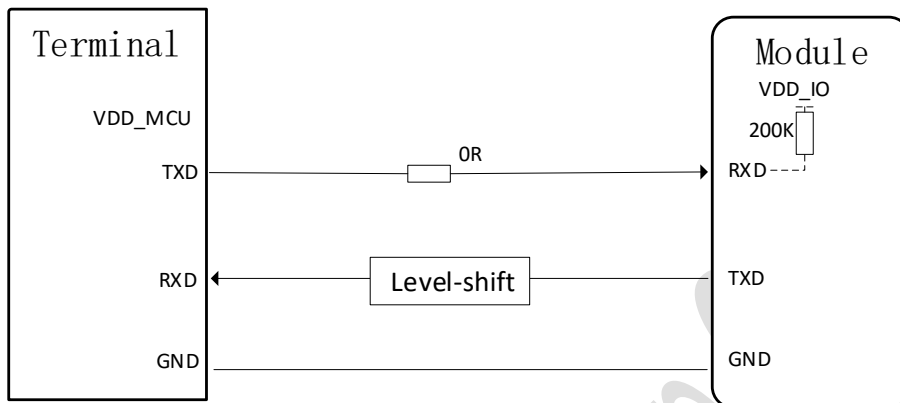 Terminal
Module
VDD_IO
VDD_MCU
200K
0R
TXD
RXD
RXD
Level-shift
TXD
GND
GND